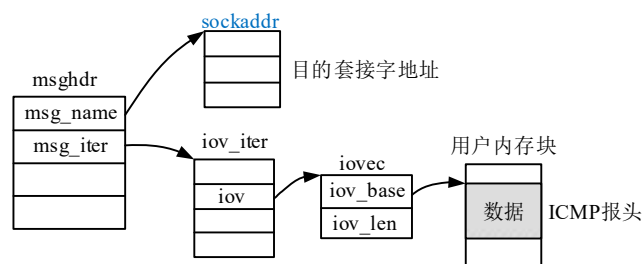 sockaddr
目的套接字地址
msghdr
msg_name
msg_iter
iov_iter
iov
iovec
iov_base
iov_len
用户内存块
数据
ICMP报头